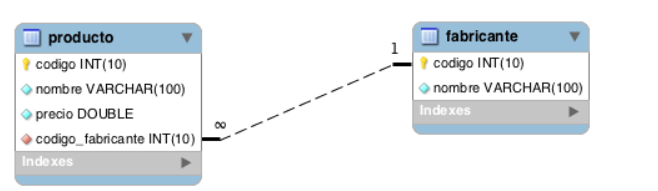 producto
codigo INT(10)
nombre VARCHAR(100)
precio DOUBLE
codigo_fabricante INT(10)
Indexes
∞
1
fabricante
codigo INT(10)
nombre VARCHAR(100)
Indexes